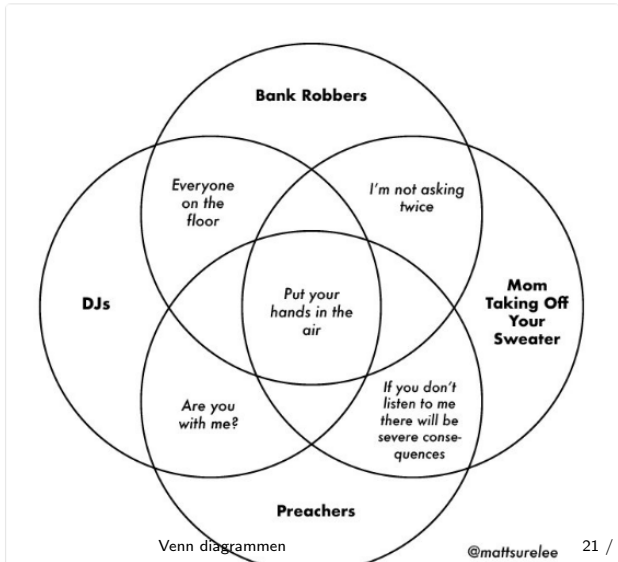 Bank Robbers
Everyone
on the
floor
I'm not asking
twice
DJs
Put your
hands in the
air
Mom
Taking Off
Your
Sweater
Are you
with me?
If you don't
listen to me
there will be
severe conse-
quences
Preachers
Venn diagrammen
21 /
@mattsurelee